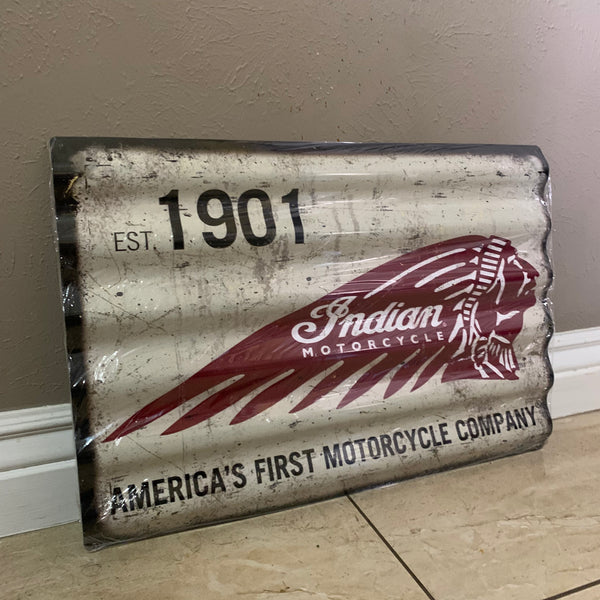 EST. 1901
Indian
MOTORCYCLE
AMERICA'S FIRST MOTORCYCLE COMPANY